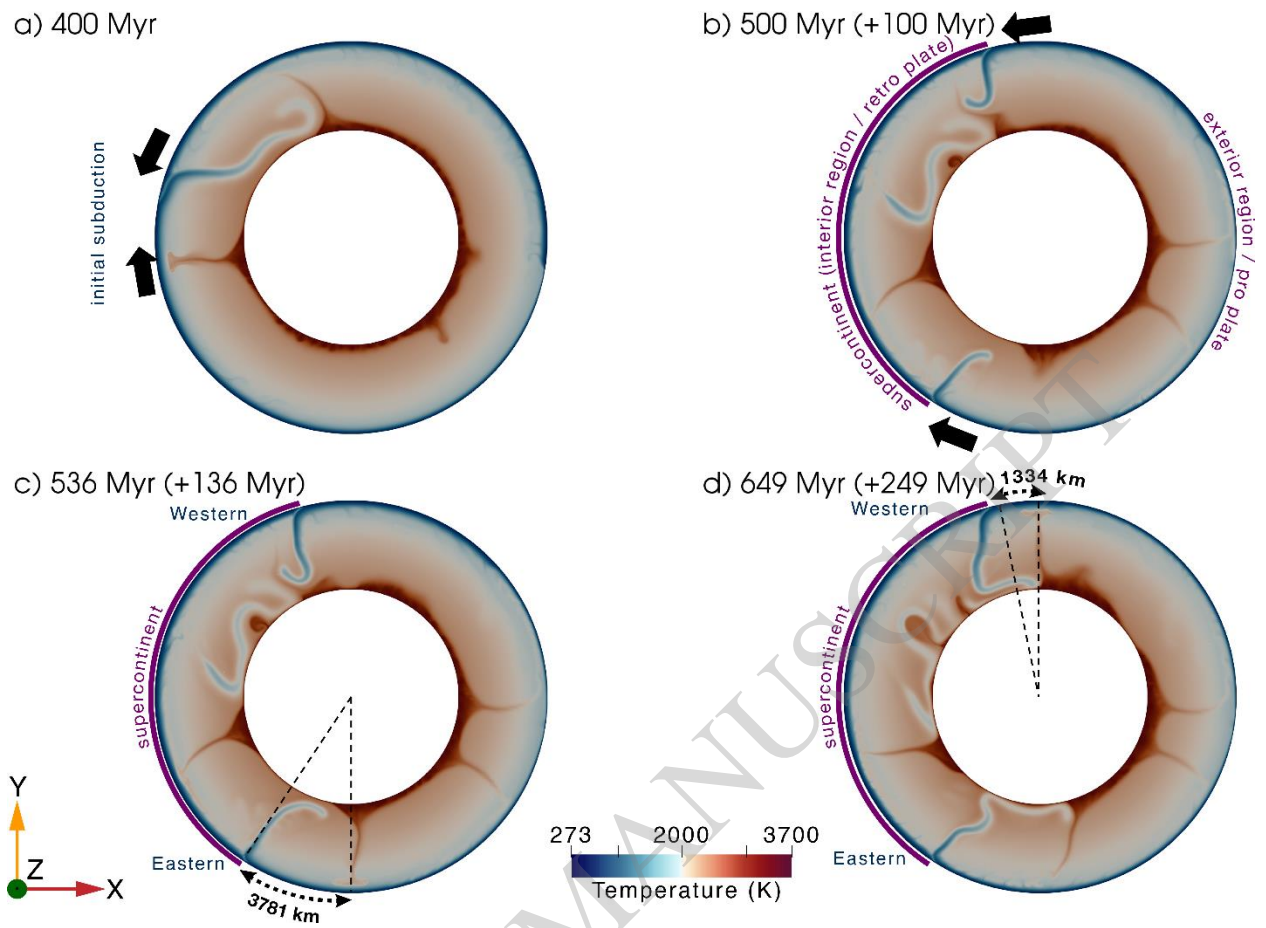 a) 400 Myr
initial subduction
b) 500 Myr (+100 Myr)
supercontinent (interior region / retro plate)
exterior region / pro plate
c) 536 Myr (+136 Myr)
Western
supercontinent
Eastern
3781 km
d) 649 Myr (+249 Myr)
1334 km
Western
supercontinent
Eastern
Y
Z
X
273 2000 3700
Temperature (K)
MANUSCRIPT